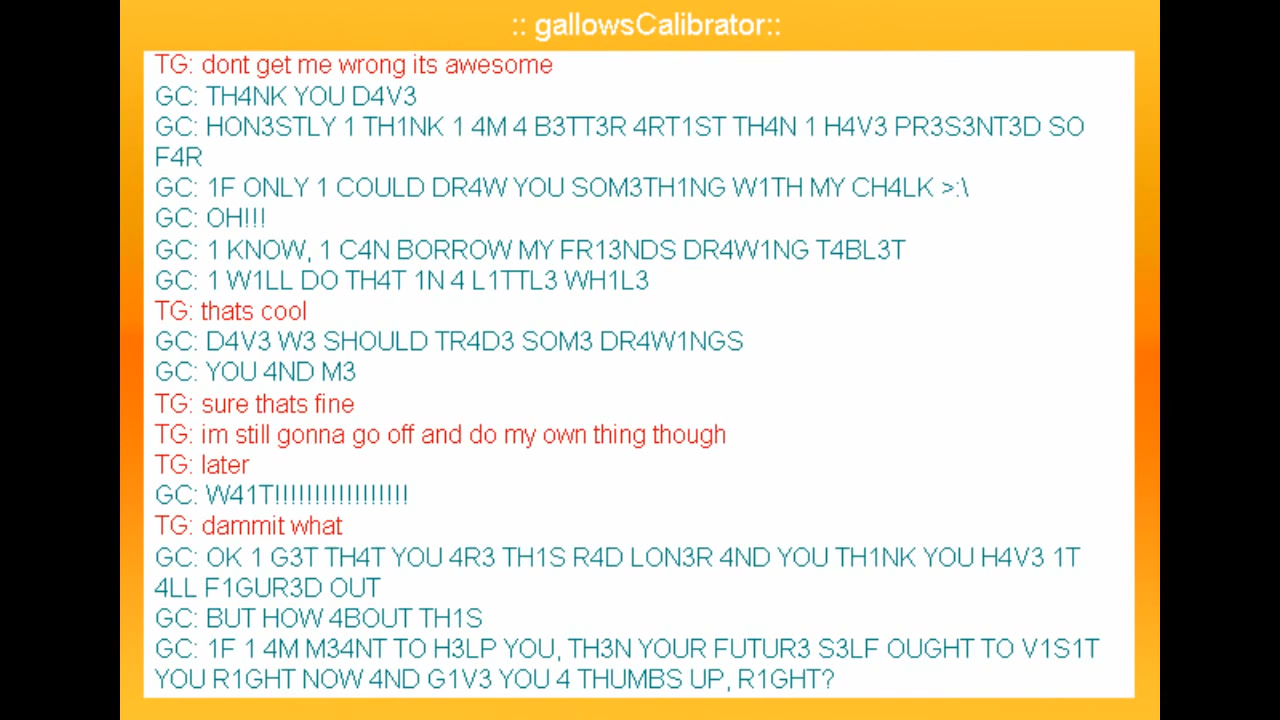 :: gallowsCalibrator::
TG: dont get me wrong its awesome
GC: TH4NK YOU D4V3
GC: HON3STLY 1 TH1NK 1 4M 4 B3TT3R 4RT1ST TH4N 1 H4V3 PR3S3NT3D SO
F4R
GC: 1F ONLY 1 COULD DR4W YOU SOM3TH1NG W1TH MY CH4LK >:\
GC: OH!!!
GC: 1 KNOW, 1 C4N BORROW MY FR13NDS DR4W1NG T4BL3T
GC: 1 W1LL DO TH4T 1N 4 L1TTL3 WH1L3
TG: thats cool
GC: D4V3 W3 SHOULD TR4D3 SOM3 DR4W1NGS
GC: YOU 4ND M3
TG: sure thats fine
TG: im still gonna go off and do my own thing though
TG: later
GC: W41T!!!!!!!!!!!!!!!!!
TG: dammit what
GC: OK 1 G3T TH4T YOU 4R3 TH1S R4D LON3R 4ND YOU TH1NK YOU H4V3 1T
4LL F1GUR3D OUT
GC: BUT HOW 4BOUT TH1S
GC: 1F 1 4M M34NT TO H3LP YOU, TH3N YOUR FUTUR3 S3LF OUGHT TO V1S1T
YOU R1GHT NOW 4ND G1V3 YOU 4 THUMBS UP, R1GHT?